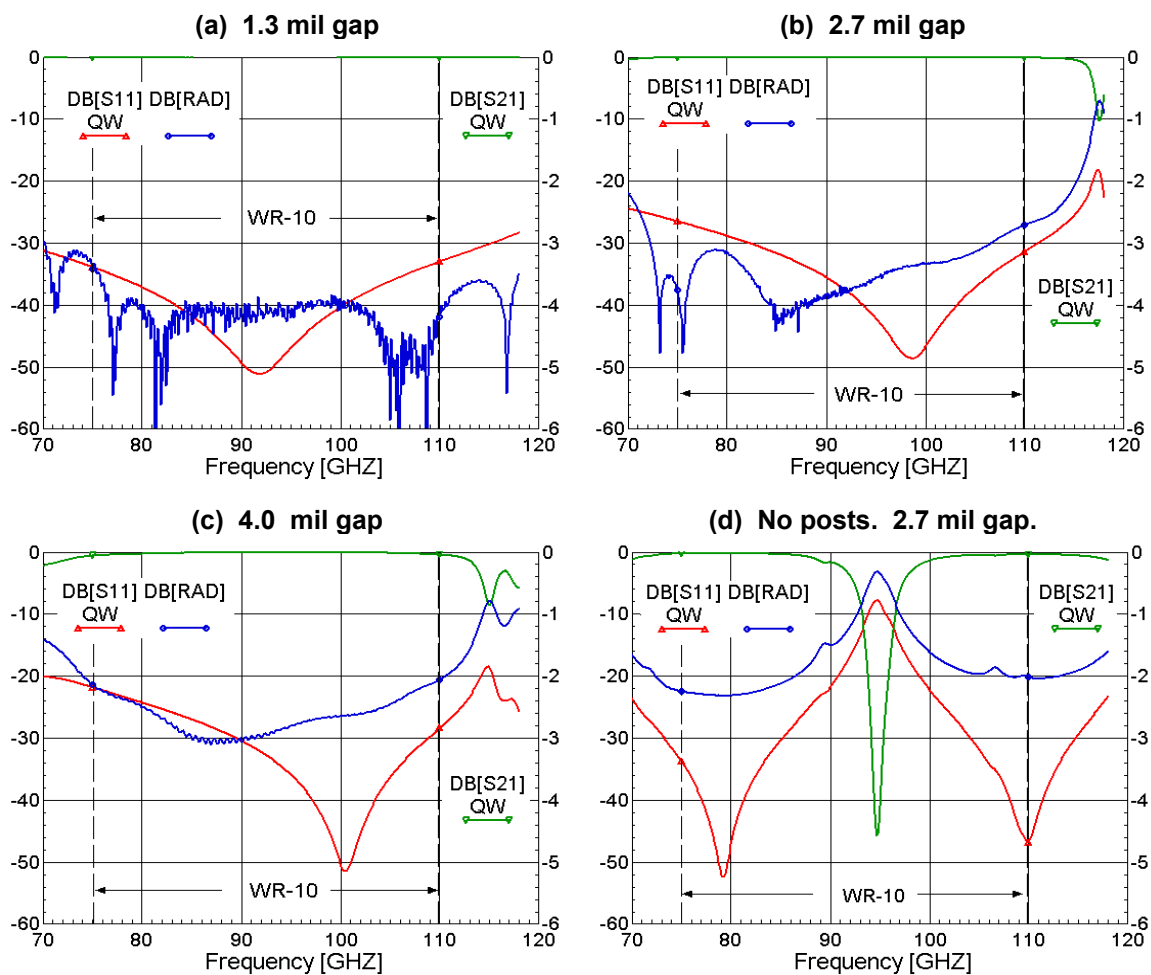 (a) 1.3 mil gap
0
-10
-20
-30
-40
-50
-60
0
-1
-2
-3
-4
-5
-6
DB[S11] DB[RAD]
QW
DB[S21]
QW
WR-10
70 80 90 100 110 120
Frequency [GHZ]
(b) 2.7 mil gap
0
-10
-20
-30
-40
-50
-60
0
-1
-2
-3
-4
-5
-6
DB[S11] DB[RAD]
QW
DB[S21]
QW
WR-10
70 80 90 100 110 120
Frequency [GHZ]
(c) 4.0 mil gap
0
-10
-20
-30
-40
-50
-60
0
-1
-2
-3
-4
-5
-6
DB[S11] DB[RAD]
QW
DB[S21]
QW
WR-10
70 80 90 100 110 120
Frequency [GHZ]
(d) No posts. 2.7 mil gap.
0
-10
-20
-30
-40
-50
-60
0
-1
-2
-3
-4
-5
-6
DB[S11] DB[RAD]
QW
DB[S21]
QW
WR-10
70 80 90 100 110 120
Frequency [GHZ]